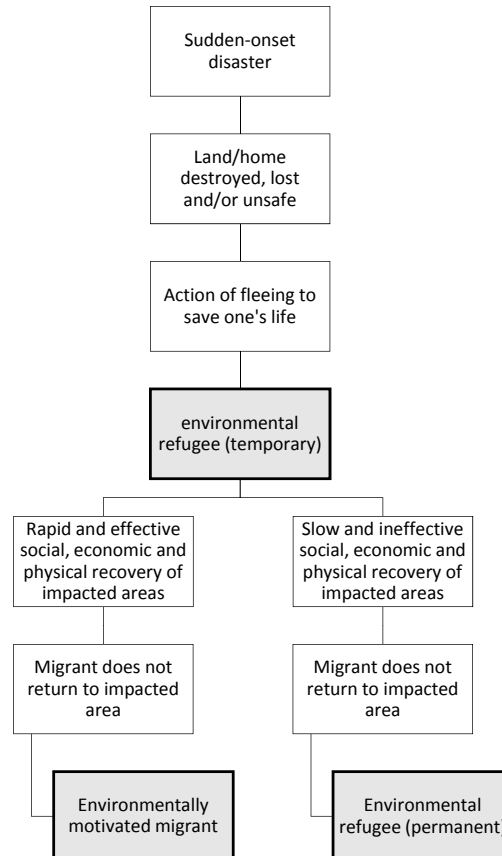 Sudden-onset
disaster
Land/home
destroyed, lost
and/or unsafe
Action of fleeing to
save one's life
environmental
refugee (temporary)
Rapid and effective
social, economic and
physical recovery of
impacted areas
Slow and ineffective
social, economic and
physical recovery of
impacted areas
Migrant does not
return to impacted
area
Migrant does not
return to impacted
area
Environmentally
motivated migrant
Environmental
refugee (permanent)